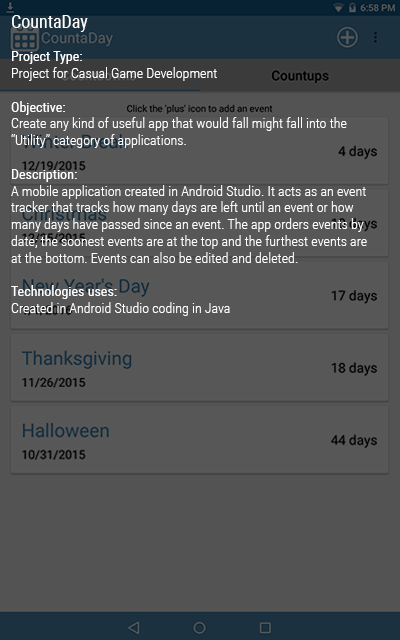 6:58 PM
CountaDay
CountaDay
Project Type:
Project for Casual Game Development
Countups
Objective:
Click the 'plus' icon to add an event
Create any kind of useful app that would fall might fall into the
"Utility" category of applications.
4 days
12/19/2015
Description:
A mobile application created in Android Studio. It acts as an event
tracker that tracks how many days are left until an event or how
Christmas
many days have passed since an event. The app orders events by
date; the soonest events are at the top and the furthest events are
12/25/2015
at the bottom. Events can also be edited and deleted.
New Year's Day
Technologies uses:
17 days
Created in Android Studio coding in Java
Thanksgiving
18 days
11/26/2015
Halloween
44 days
10/31/2015